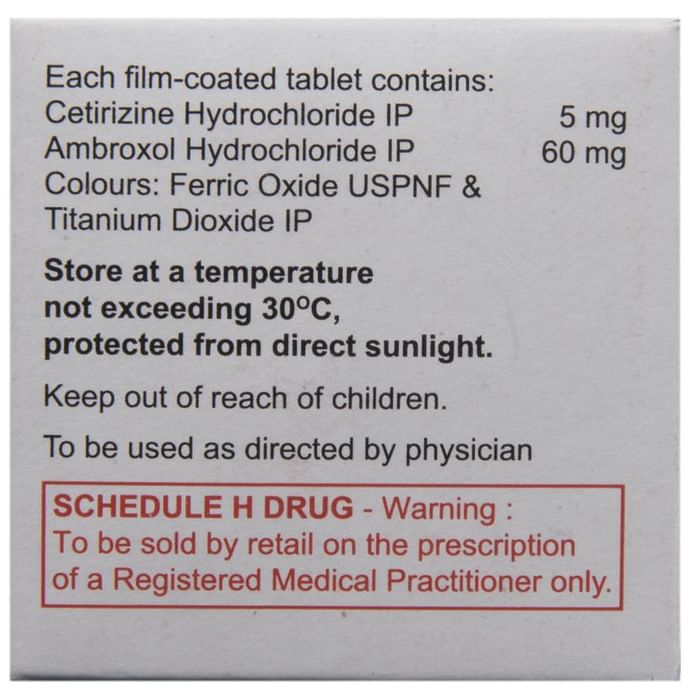 Each film-coated tablet contains:
Cetirizine Hydrochloride IP 5 mg
Ambroxol Hydrochloride IP 60 mg
Colours: Ferric Oxide USPNF &
Titanium Dioxide IP
Store at a temperature
not exceeding 30°C,
protected from direct sunlight.
Keep out of reach of children.
To be used as directed by physician
SCHEDULE H DRUG - Warning :
To be sold by retail on the prescription
of a Registered Medical Practitioner only.